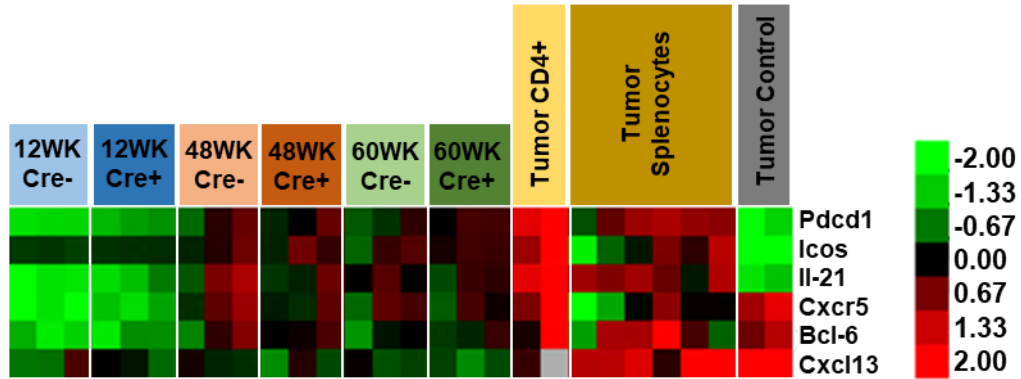 12WK
Cre-
12WK
Cre+
48WK
Cre-
48WK
Cre+
60WK
Cre-
60WK
Cre+
Tumor CD4+
Tumor
Splenocytes
Tumor Control
Pdcd1
Icos
Il-21
Cxcr5
Bcl-6
Cxcl13
-2.00
-1.33
-0.67
0.00
0.67
1.33
2.00